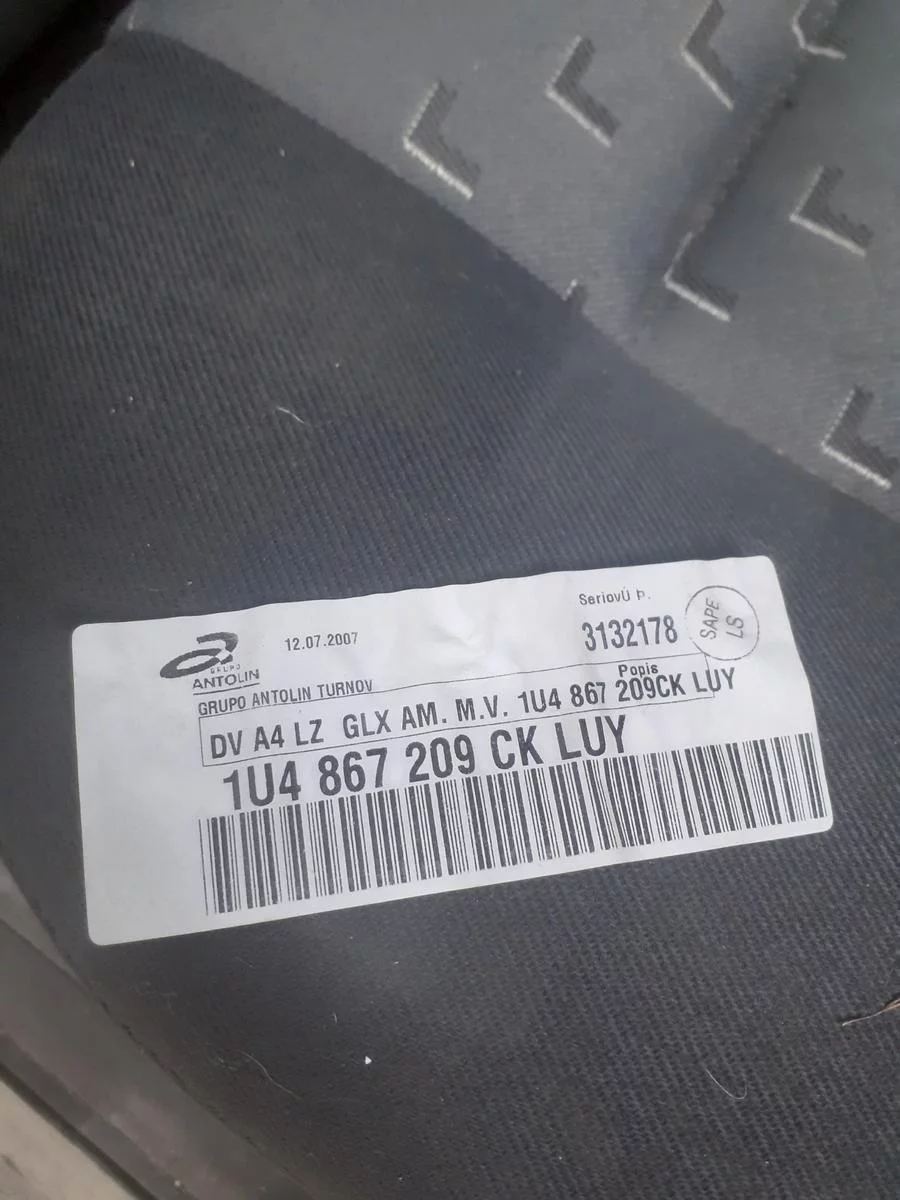 GRUPO
ANTOLIN
12.07.2007
SeriovÚ Þ.
3132178
SAPE
LS
GRUPO ANTOLIN TURNOV
Popis
DV A4 LZ GLX AM. M.V. 1U4 867 209CK LUY
1U4 867 209 CK LUY